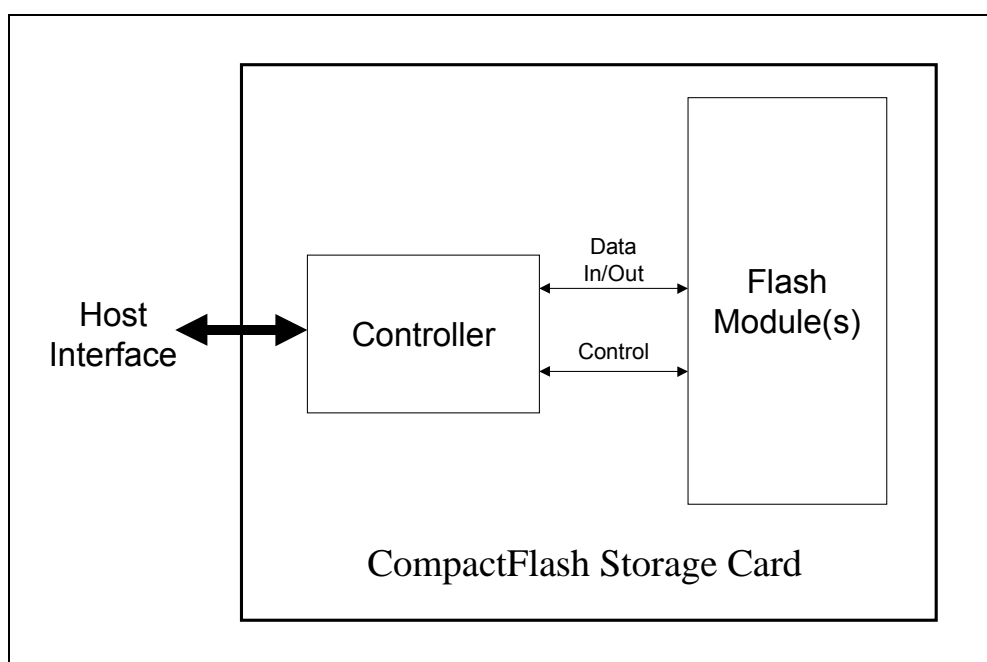 Host
Interface
Controller
Data
In/Out
Control
Flash
Module(s)
CompactFlash Storage Card